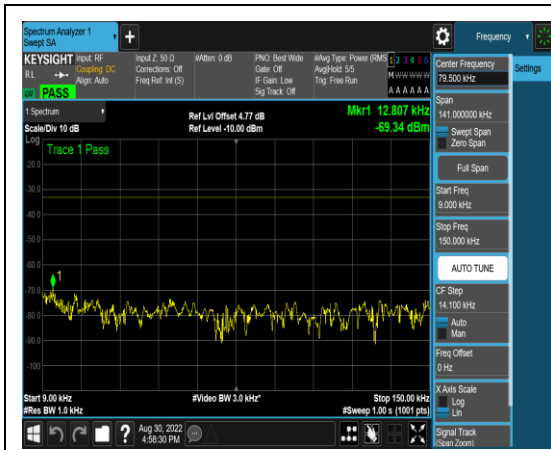 Spectrum Analyzer 1
Swept SA
Frequency
KEYSIGHT
RL
PASS
Input: RF
Coupling: DC
Align: Auto
Input Z: 50 Ω
Corrections: Off
Freq Ref: Int (S)
#Atten: 0 dB
PNO: Best Wide
Gate: Off
IF Gain: Low
Sig Track: Off
#Avg Type: Power (RMS
Avg|Hold: 5/5
Trig: Free Run
1 2 3 4 5 6
M W W W W W
A A A A A A
Center Frequency
79.500 kHz
Settings
Span
141.000000 kHz
Swept Span
Zero Span
Full Span
Start Freq
9.000 kHz
Stop Freq
150.000 kHz
AUTO TUNE
CF Step
14.100 kHz
Auto
Man
Freq Offset
0 Hz
X Axis Scale
Log
Lin
Signal Track
(Span Zoom)
1 Spectrum
Scale/Div 10 dB
Ref Lvl Offset 4.77 dB
Ref Level -10.00 dBm
Mkr1 12.807 kHz
-69.34 dBm
Log
Trace 1 Pass
-20.0
-30.0
-40.0
-50.0
-60.0
-70.0
-80.0
-90.0
-100
1
Start 9.00 kHz
#Res BW 1.0 kHz
#Video BW 3.0 kHz*
Stop 150.00 kHz
#Sweep 1.00 s (1001 pts)
?
Aug 30, 2022
4:58:30 PM